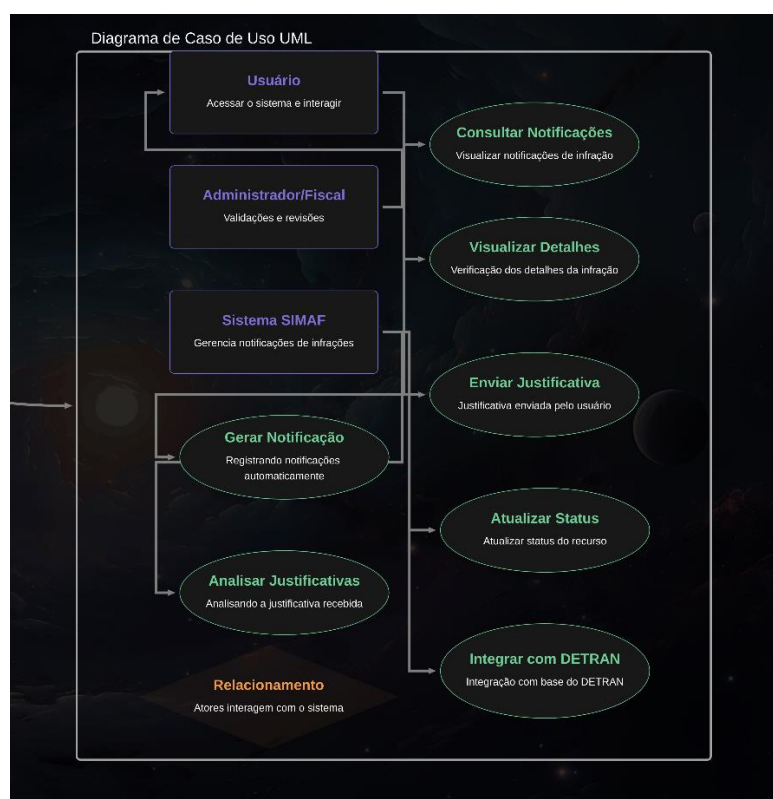 Diagrama de Caso de Uso UML
Usuário
Acessar o sistema e interagir
Consultar Notificações
Visualizar notificações de infração
Administrador/Fiscal
Validações e revisões
Visualizar Detalhes
Verificação dos detalhes da infração
Sistema SIMAF
Gerencia notificações de infrações
Enviar Justificativa
Justificativa enviada pelo usuário
Gerar Notificação
Registrando notificações
automaticamente
Atualizar Status
Atualizar status do recurso
Analisar Justificativas
Analisando a justificativa recebida
Integrar com DETRAN
Integração com base do DETRAN
Relacionamento
Atores interagem com o sistema